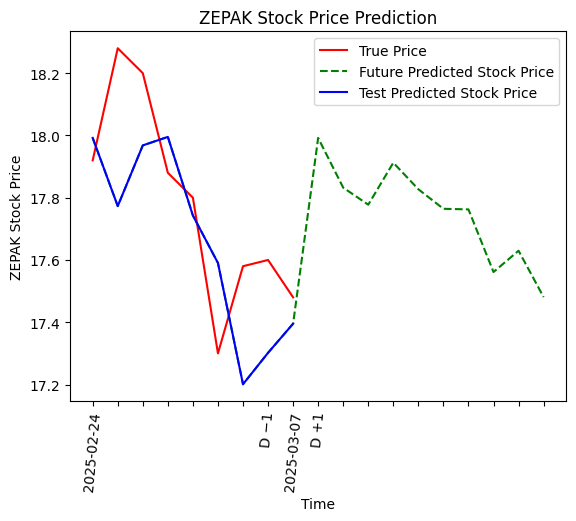 ZEPAK Stock Price Prediction
True Price
Future Predicted Stock Price
Test Predicted Stock Price
ZEPAK Stock Price
18.2
18.0
17.8
17.6
17.4
17.2
2025-02-24
D −1
2025-03-07
D +1
Time